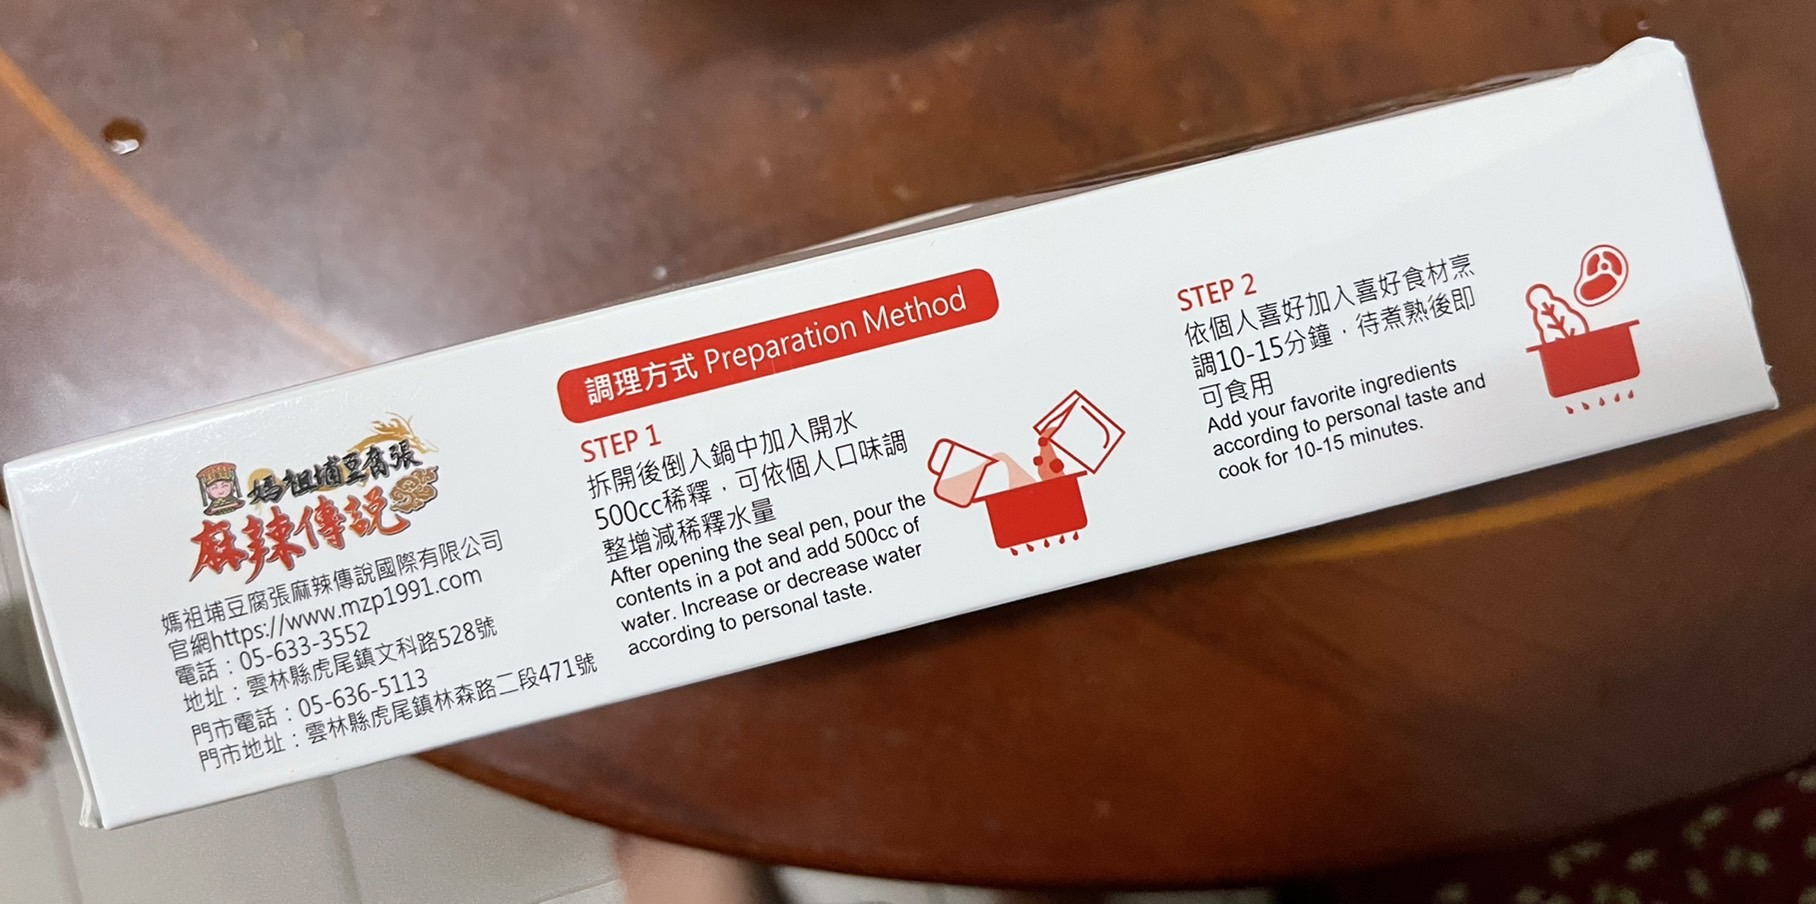 媽祖埔豆腐張
麻辣傳說
媽祖埔豆腐張麻辣傳說國際有限公司
官網https://www.mzp1991.com
電話：05-633-3552
地址：雲林縣虎尾鎮文科路528號
門市電話：05-636-5113
門市地址：雲林縣虎尾鎮林森路二段471號
調理方式 Preparation Method
STEP 1
拆開後倒入鍋中加入開水
500cc稀釋，可依個人口味調
整增減稀釋水量
After opening the seal pen, pour the
contents in a pot and add 500cc of
water. Increase or decrease water
according to personal taste.
STEP 2
依個人喜好加入喜好食材烹
調10-15分鐘，待煮熟後即
可食用
Add your favorite ingredients
according to personal taste and
cook for 10-15 minutes.